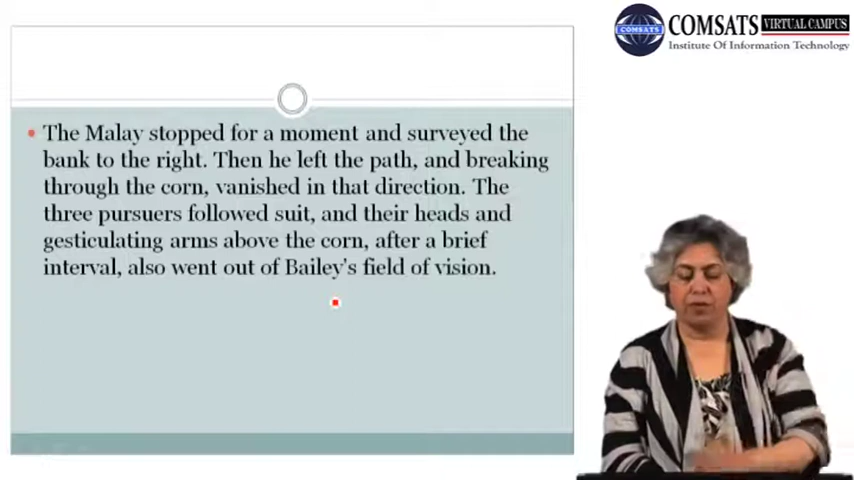 COMSATS VIRTUAL CAMPUS
COMSATS
Institute Of Information Technology
The Malay stopped for a moment and surveyed the
bank to the right. Then he left the path, and breaking
through the corn, vanished in that direction. The
three pursuers followed suit, and their heads and
gesticulating arms above the corn, after a brief
interval, also went out of Bailey's field of vision.